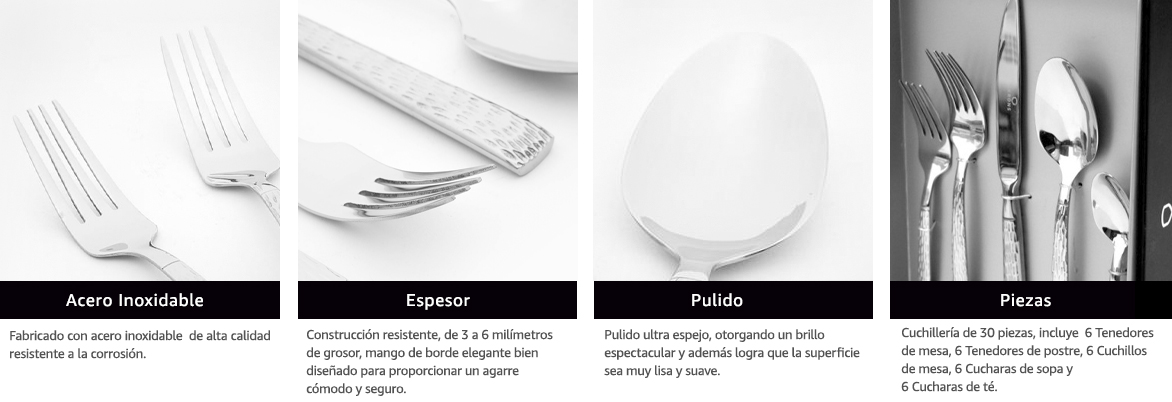 Acero Inoxidable
Fabricado con acero inoxidable  de alta calidad
resistente a la corrosión.
Espesor
Construcción resistente, de 3 a 6 milímetros
de grosor, mango de borde elegante bien
diseñado para proporcionar un agarre
cómodo y seguro.
Pulido
Pulido ultra espejo, otorgando un brillo
espectacular y además logra que la superficie
sea muy lisa y suave.
Piezas
Cuchillería de 30 piezas, incluye  6 Tenedores
de mesa, 6 Tenedores de postre, 6 Cuchillos
de mesa, 6 Cucharas de sopa y
6 Cucharas de té.